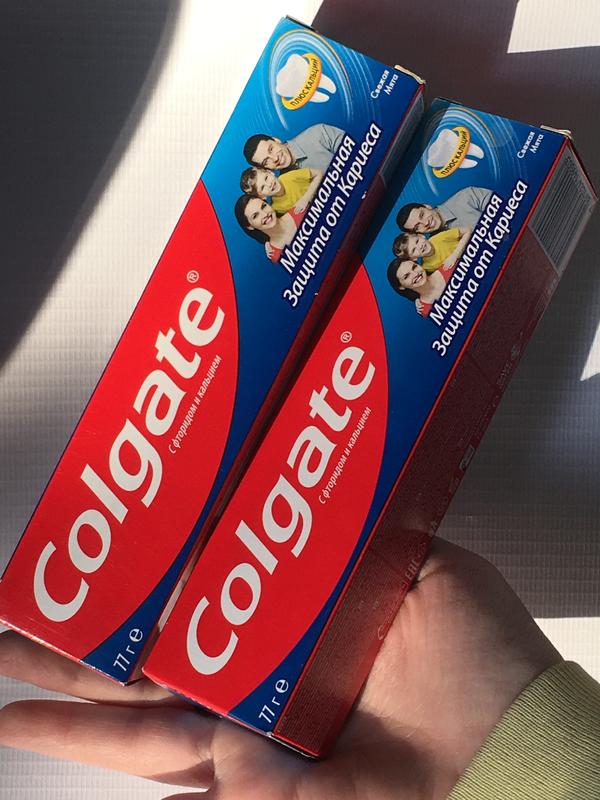 ПЛЮС КАЛЬЦИЙ
Свежая
Мята
Максимальная
Защита от Кариеса
Colgate®
С фторидом и кальцием
77 г e
ПЛЮС КАЛЬЦИЙ
Свежая
Мята
Максимальная
Защита от Кариеса
Colgate®
С фторидом и кальцием
77 г e